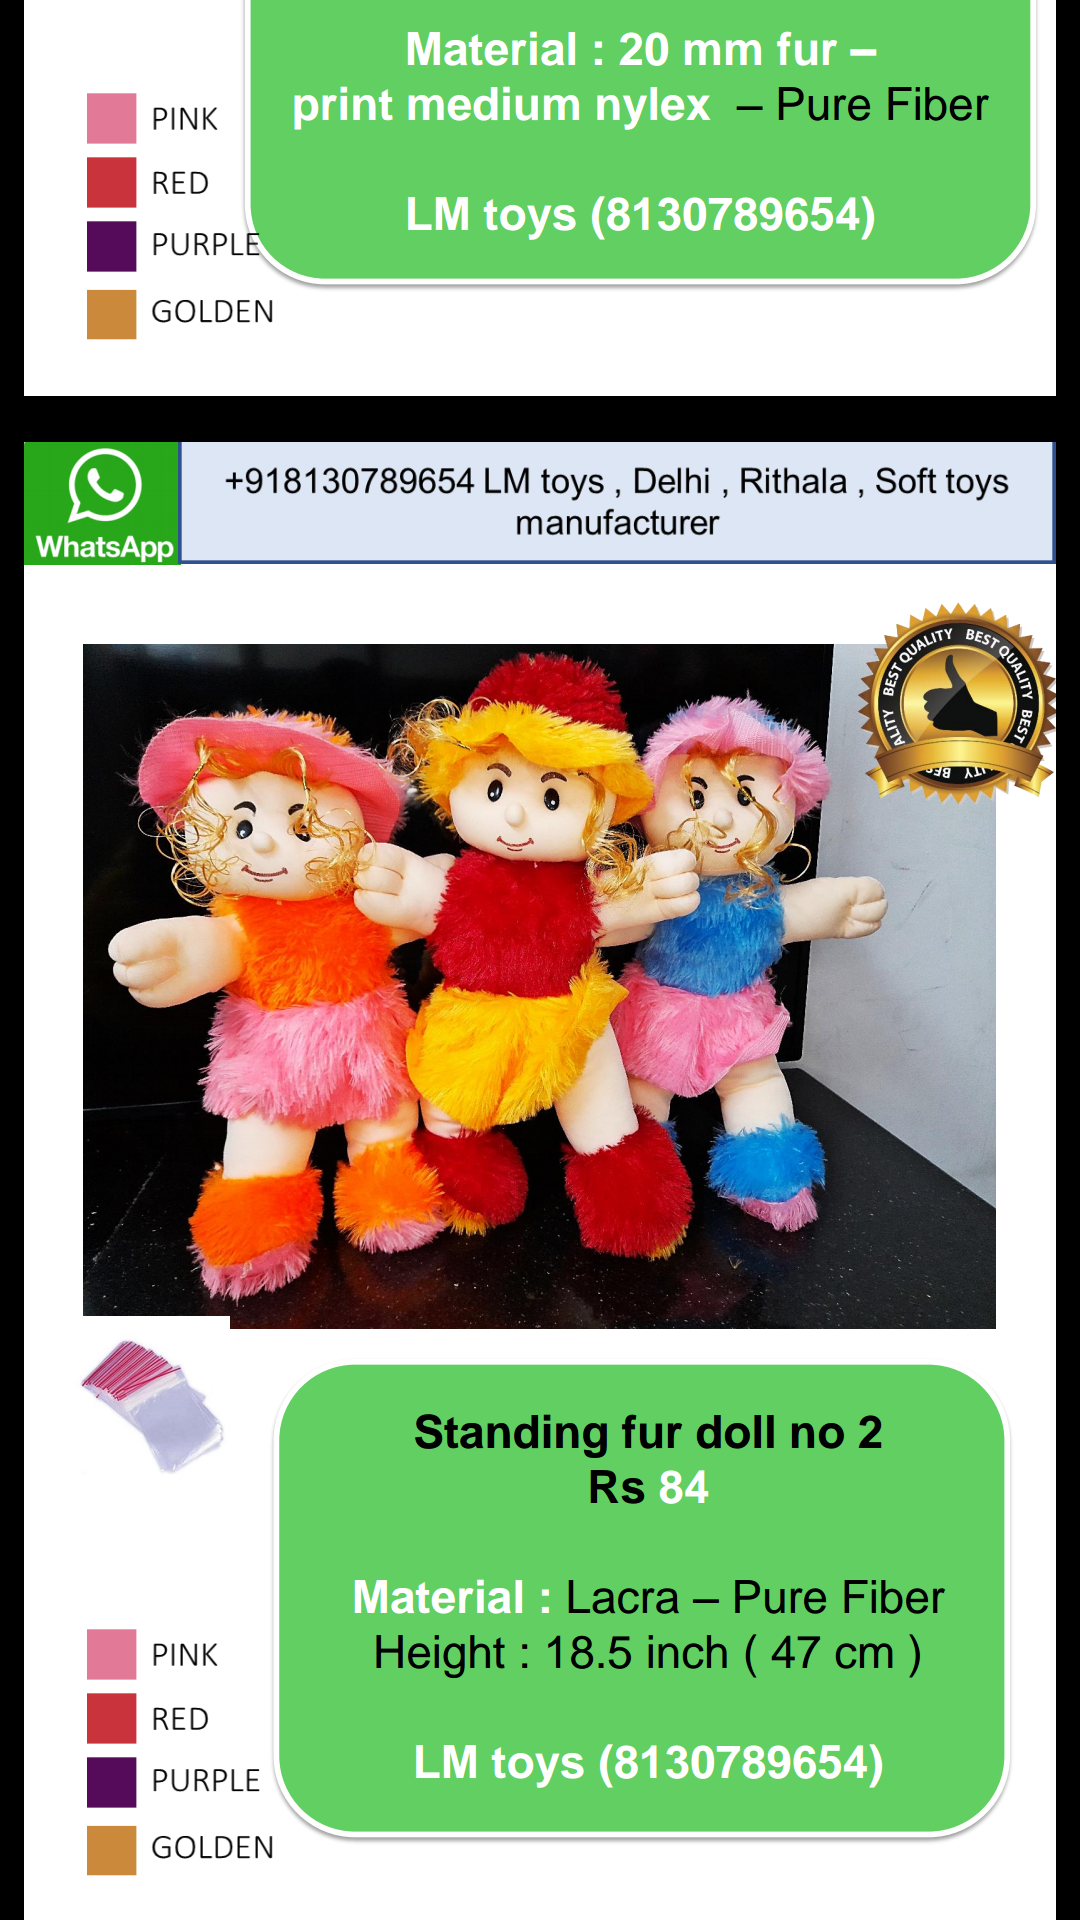 Material : 20 mm fur –
print medium nylex – Pure Fiber
LM toys (8130789654)
PINK
RED
PURPLE
GOLDEN
WhatsApp
+918130789654 LM toys , Delhi , Rithala , Soft toys
manufacturer
BEST QUALITY BEST QUALITY BEST
ALITY
Standing fur doll no 2
Rs 84
Material : Lacra – Pure Fiber
Height : 18.5 inch ( 47 cm )
LM toys (8130789654)
PINK
RED
PURPLE
GOLDEN